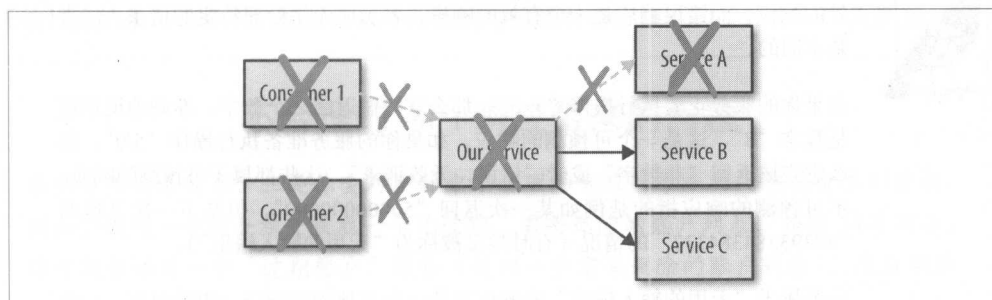 Consumer 1
Consumer 2
Our Service
Service A
Service B
Service C